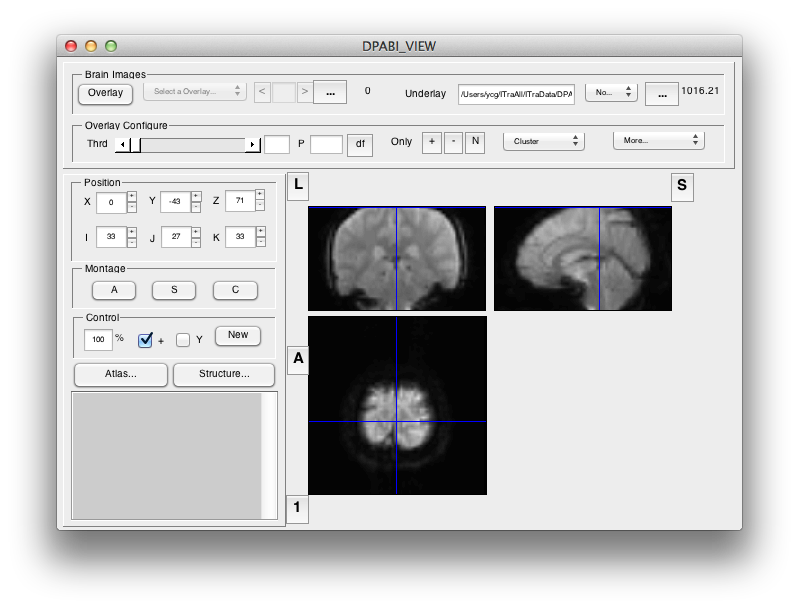 DPABI_VIEW
Brain Images
Overlay Select a Overlay... < > ... 0 Underlay /Users/ycg/ITraAll/ITraData/DPA No... ... 1016.21
Overlay Configure
Thrd P df Only + - N Cluster More...
L S
Position
X 0 + - Y -43 + - Z 71 + -
I 33 + - J 27 + - K 33 + -
Montage
A S C
Control
100 % + Y New
A
Atlas... Structure...
1